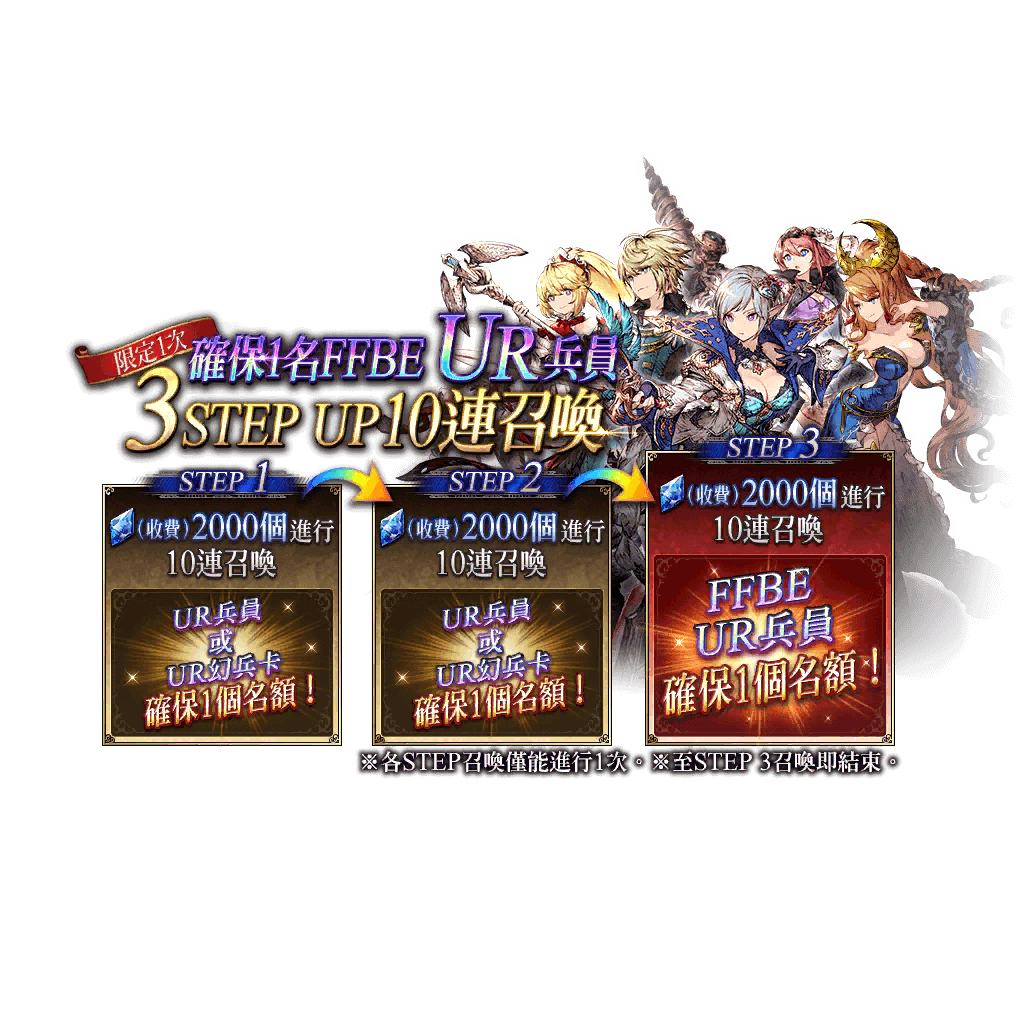 限定1次
確保1名FFBE UR兵員
3STEP UP10連召喚
STEP 1
(收費)2000個進行
10連召喚
UR兵員
或
UR幻兵卡
確保1個名額!
STEP 2
(收費)2000個進行
10連召喚
UR兵員
或
UR幻兵卡
確保1個名額!
STEP 3
(收費)2000個進行
10連召喚
FFBE
UR兵員
確保1個名額!
※各STEP召喚僅能進行1次。※至STEP 3召喚即結束。